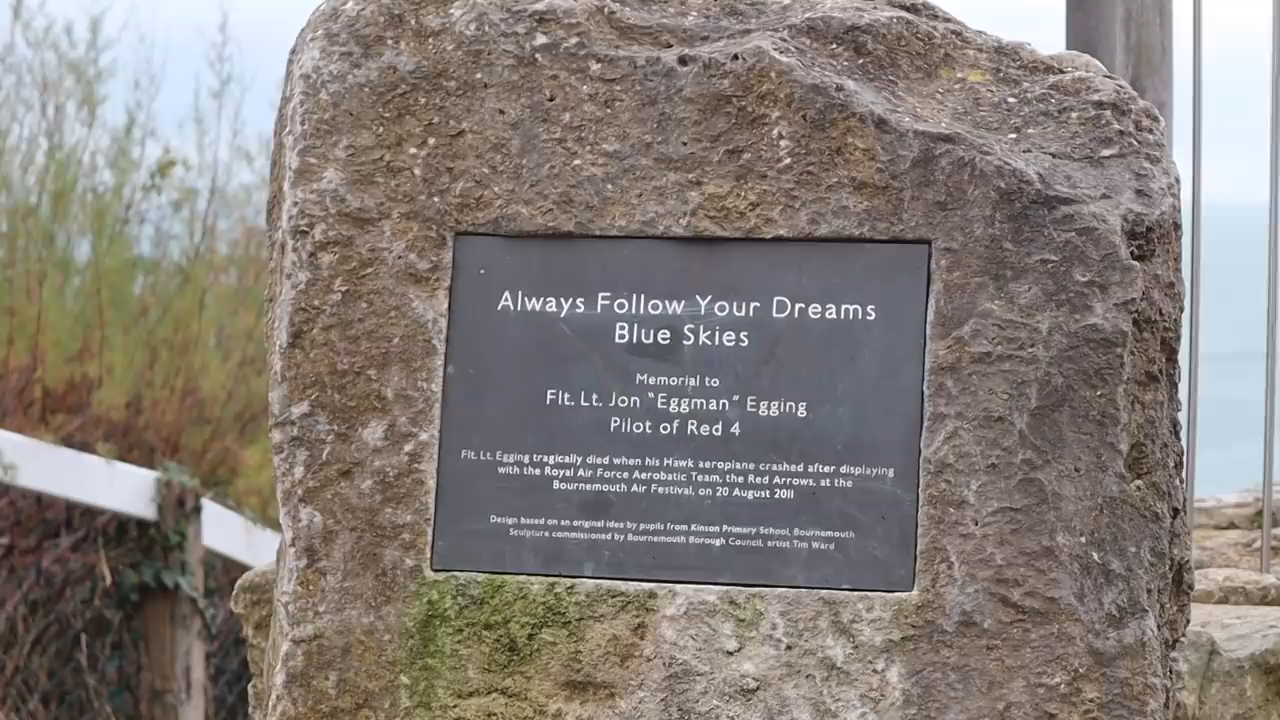 Always Follow Your Dreams
Blue Skies
Memorial to
Flt. Lt. Jon "Eggman" Egging
Pilot of Red 4
Flt. Lt. Egging tragically died when his Hawk aeroplane crashed after displaying
with the Royal Air Force Aerobatic Team, the Red Arrows, at the
Bournemouth Air Festival, on 20 August 2011
Design based on an original idea by pupils from Kinson Primary School, Bournemouth
Sculpture commissioned by Bournemouth Borough Council, artist Tim Ward